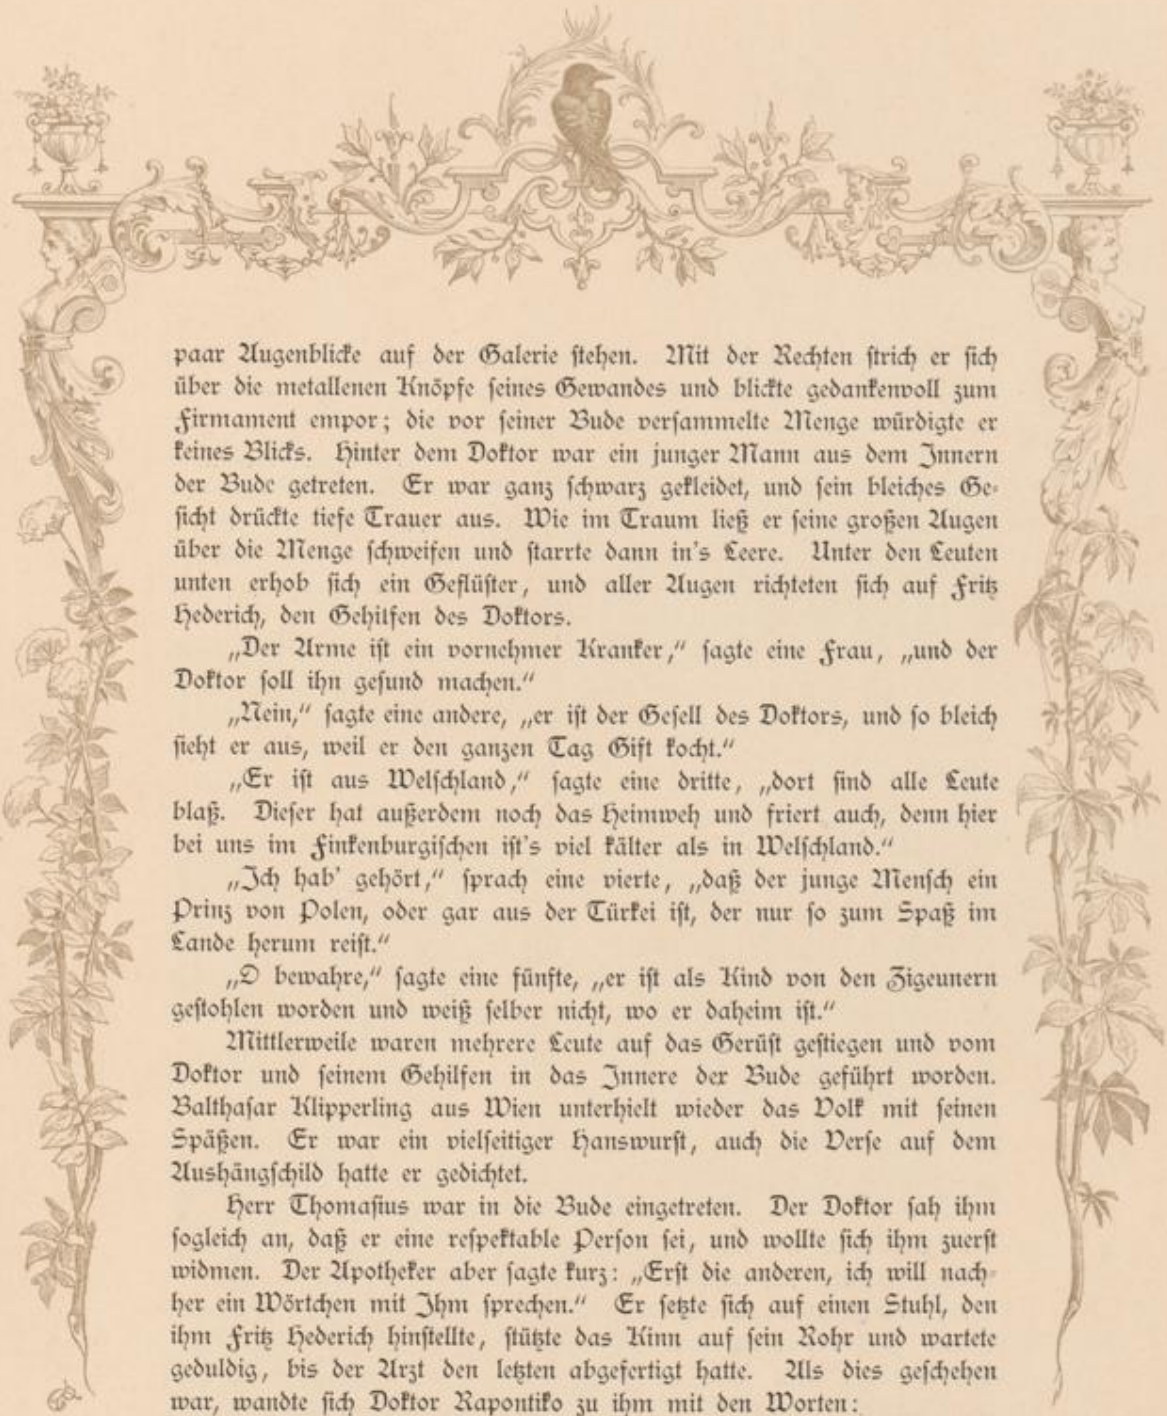 paar Augenblicke auf der Galerie stehen. Mit der Rechten strich er sich
über die metallenen Knöpfe seines Gewandes und blickte gedankenvoll zum
Firmament empor; die vor seiner Bude versammelte Menge würdigte er
keines Blicks. Hinter dem Doktor war ein junger Mann aus dem Innern
der Bude getreten. Er war ganz schwarz gekleidet, und sein bleiches Ge-
sicht drückte tiefe Trauer aus. Wie im Traum ließ er seine großen Augen
über die Menge schweifen und starrte dann in's Leere. Unter den Leuten
unten erhob sich ein Geflüster, und aller Augen richteten sich auf Fritz
Hederich, den Gehilfen des Doktors.
„Der Arme ist ein vornehmer Kranker,“ sagte eine Frau, „und der
Doktor soll ihn gesund machen.“
„Nein,“ sagte eine andere, „er ist der Gesell des Doktors, und so bleich
sieht er aus, weil er den ganzen Tag Gift kocht.“
„Er ist aus Welschland,“ sagte eine dritte, „dort sind alle Leute
blaß. Dieser hat außerdem noch das Heimweh und friert auch, denn hier
bei uns im Finkenburgischen ist's viel kälter als in Welschland.“
„Ich hab' gehört,“ sprach eine vierte, „daß der junge Mensch ein
Prinz von Polen, oder gar aus der Türkei ist, der nur so zum Spaß im
Lande herum reist.“
„O bewahre,“ sagte eine fünfte, „er ist als Kind von den Zigeunern
gestohlen worden und weiß selber nicht, wo er daheim ist.“
Mittlerweile waren mehrere Leute auf das Gerüst gestiegen und vom
Doktor und seinem Gehilfen in das Innere der Bude geführt worden.
Balthasar Klipperling aus Wien unterhielt wieder das Volk mit seinen
Späßen. Er war ein vielseitiger Hanswurst, auch die Verse auf dem
Aushängschild hatte er gedichtet.
Herr Thomasius war in die Bude eingetreten. Der Doktor sah ihm
sogleich an, daß er eine respektable Person sei, und wollte sich ihm zuerst
widmen. Der Apotheker aber sagte kurz: „Erst die anderen, ich will nach-
her ein Wörtchen mit Ihm sprechen.“ Er setzte sich auf einen Stuhl, den
ihm Fritz Hederich hinstellte, stützte das Kinn auf sein Rohr und wartete
geduldig, bis der Arzt den letzten abgefertigt hatte. Als dies geschehen
war, wandte sich Doktor Rapontiko zu ihm mit den Worten: